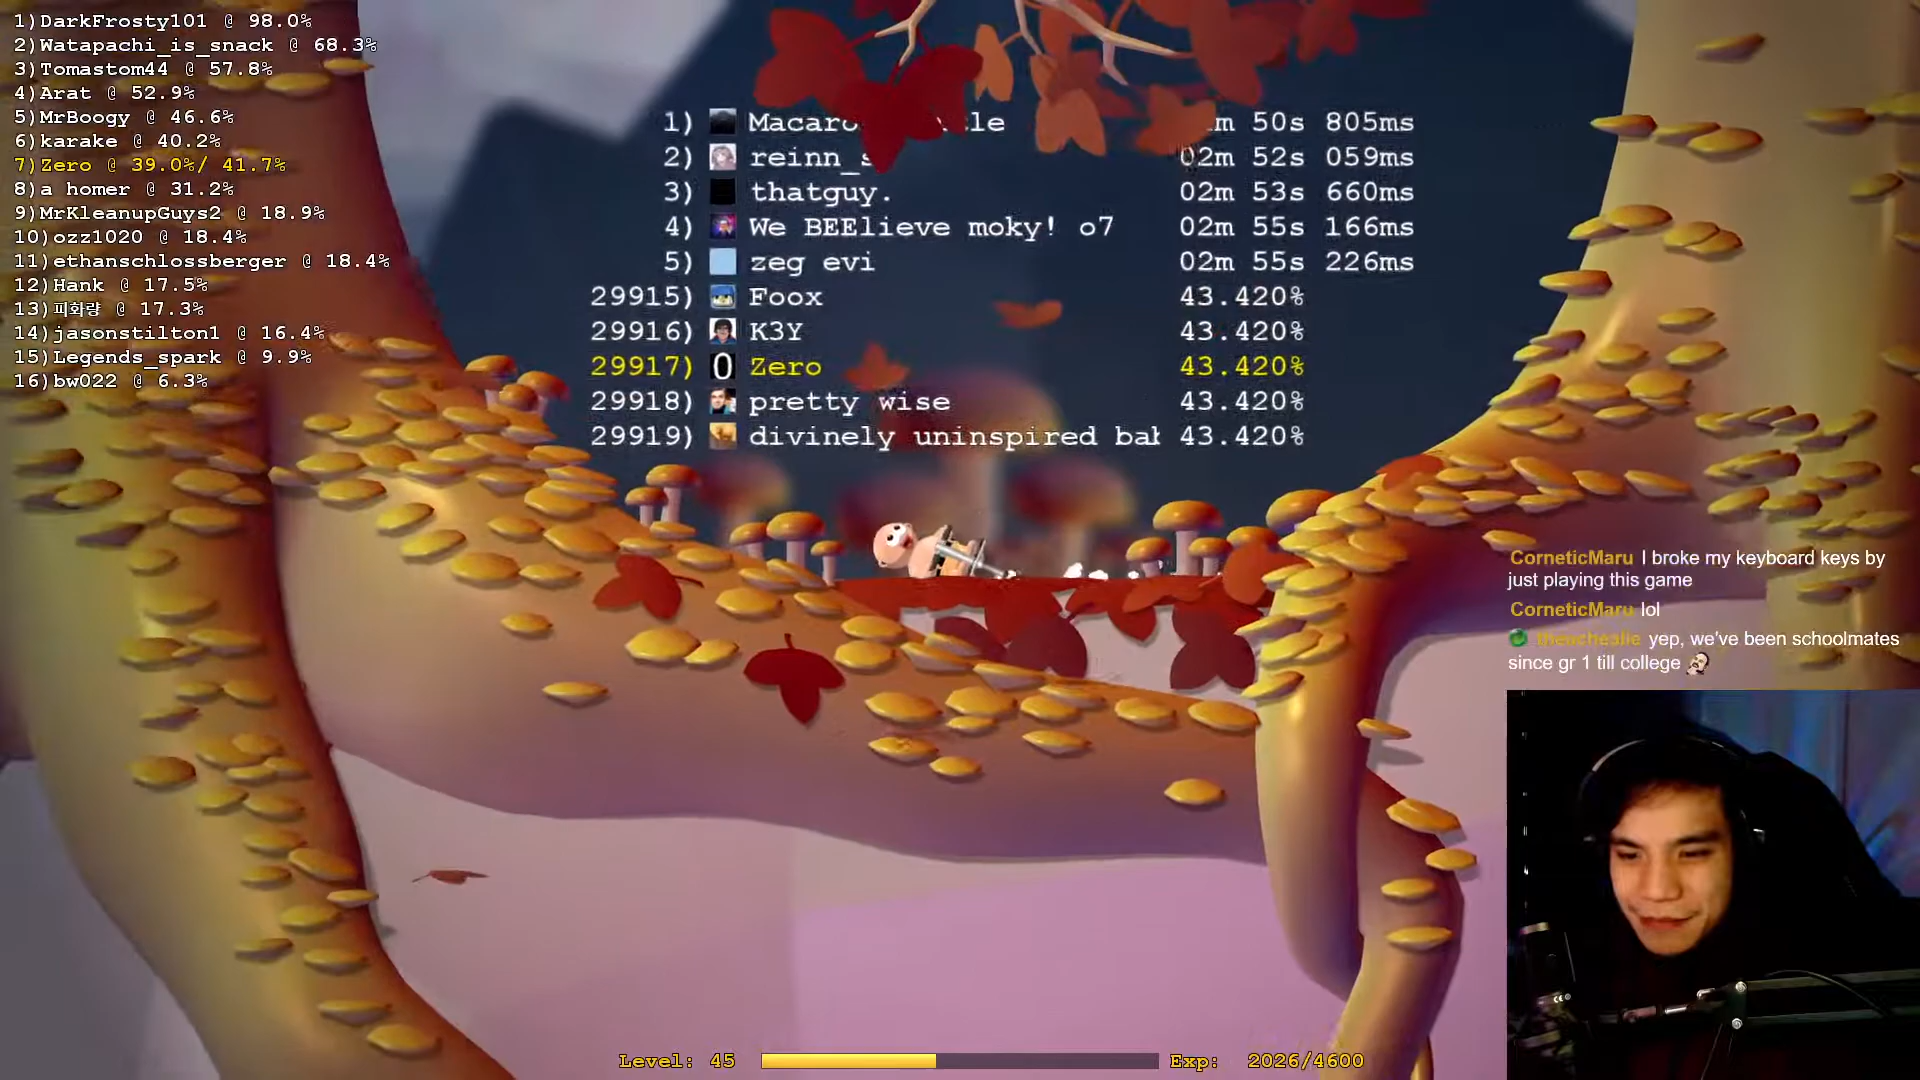 1)DarkFrosty101 @ 98.0%
2)Watapachi_is_snack @ 68.3%
3)Tomastom44 @ 57.8%
4)Arat @ 52.9%
5)MrBoogy @ 46.6%
6)karake @ 40.2%
7)Zero @ 39.0%/ 41.7%
8)a homer @ 31.2%
9)MrKleanupGuys2 @ 18.9%
10)ozz1020 @ 18.4%
11)ethanschlossberger @ 18.4%
12)Hank @ 17.5%
13)피화량 @ 17.3%
14)jasonstilton1 @ 16.4%
15)Legends_spark @ 9.9%
16)bw022 @ 6.3%
1) 50s 805ms
2) 02m 52s 059ms
3) thatguy. 02m 53s 660ms
4) We BEElieve moky! o7 02m 55s 166ms
5) zeg evi 02m 55s 226ms
29915) Foox 43.420%
29916) K3Y 43.420%
29917) 0 Zero 43.420%
29918) pretty wise 43.420%
29919) divinely uninspired 43.420%
CorneticMaru I broke my keyboard keys by
just playing this game
CorneticMaru lol
yep, we've been schoolmates
since gr 1 till college
Level: 45 Exp: 2026/4600